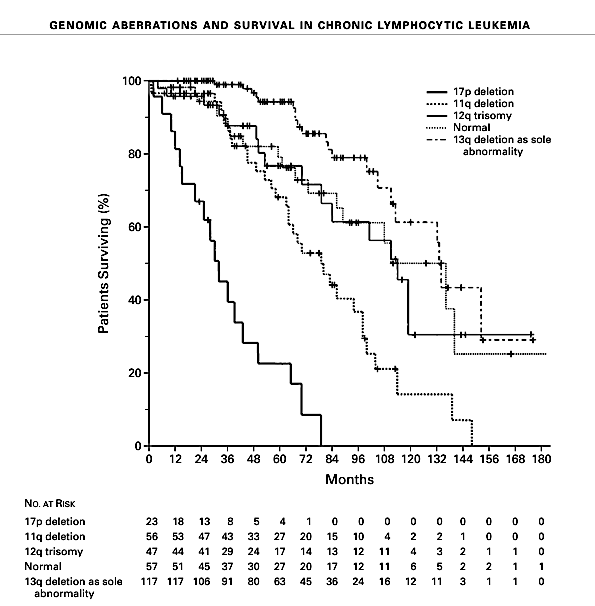 GENOMIC ABERRATIONS AND SURVIVAL IN CHRONIC LYMPHOCYTIC LEUKEMIA
17p deletion
11q deletion
12q trisomy
Normal
13q deletion as sole
abnormality
Patients Surviving (%)
100
80
60
40
20
0
0 12 24 36 48 60 72 84 96 108 120 132 144 156 168 180
Months
NO. AT RISK
17p deletion 23 18 13 8 5 4 1 0 0 0 0 0 0 0 0 0
11q deletion 56 53 47 43 33 27 20 15 10 4 2 2 1 0 0 0
12q trisomy 47 44 41 29 24 17 14 13 12 11 4 3 2 1 1 0
Normal 57 51 45 37 30 27 20 17 12 11 6 5 2 2 1 1
13q deletion as sole 117 117 106 91 80 63 45 36 24 16 12 11 3 1 1 0
abnormality